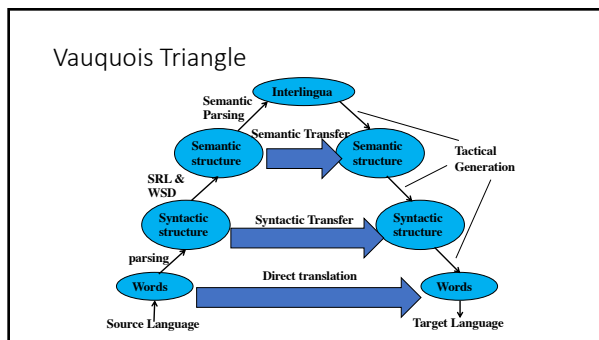 Vauquois Triangle
Interlingua
Semantic
Parsing
Semantic Transfer
Semantic
structure
Semantic
structure
Tactical
Generation
SRL &
WSD
Syntactic
structure
Syntactic Transfer
Syntactic
structure
parsing
Words
Direct translation
Words
Source Language
Target Language